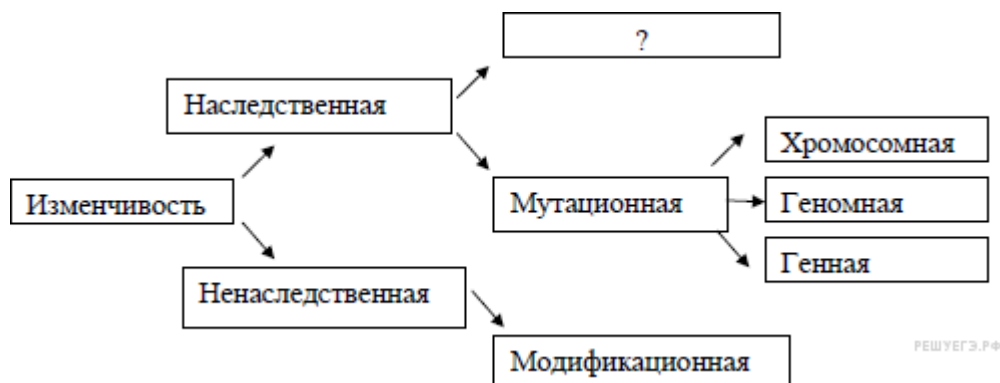 ?
Наследственная
Хромосомная
Изменчивость
Мутационная
Геномная
Генная
Ненаследственная
Модификационная
РЕШУЕГЭ.РФ